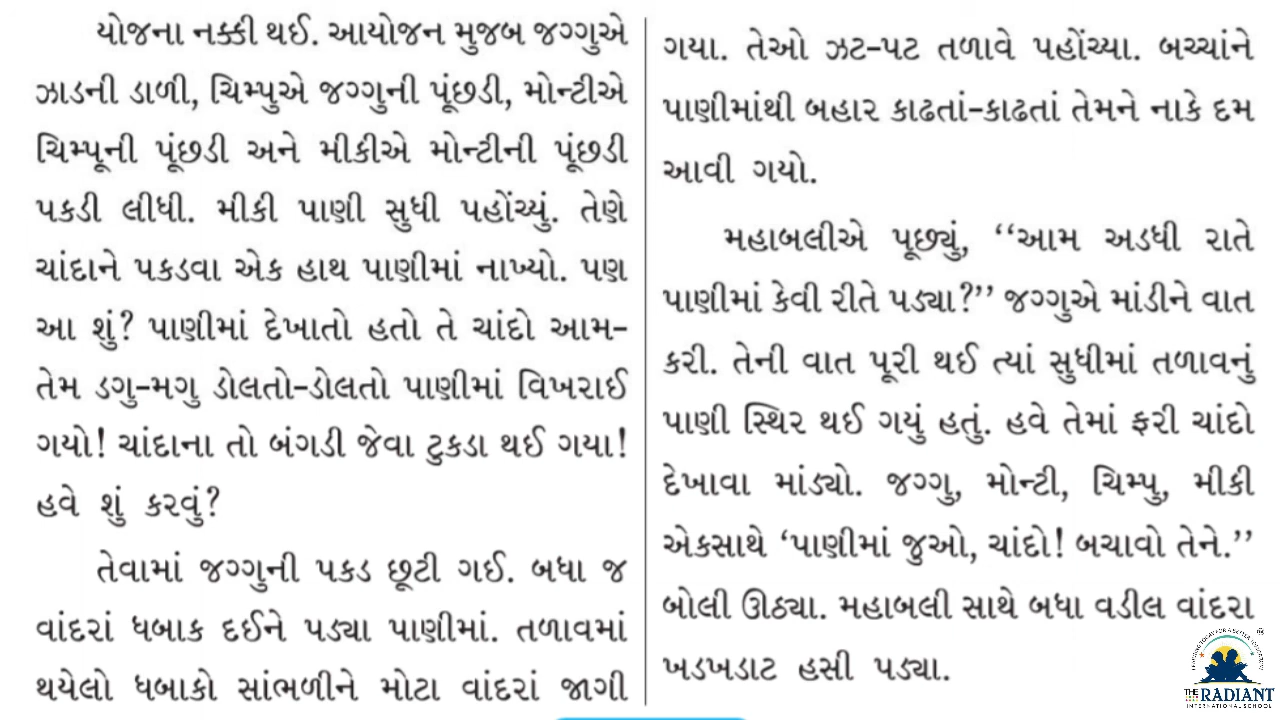 યોજના નક્કી થઈ. આયોજન મુજબ જગ્ગુએ
ઝાડની ડાળી, ચિમ્પુએ જગ્ગુની પૂંછડી, મોન્ટીએ
ચિમ્પૂની પૂંછડી અને મીકીએ મોન્ટીની પૂંછડી
પકડી લીધી. મીકી પાણી સુધી પહોંચ્યું. તેણે
ચાંદાને પકડવા એક હાથ પાણીમાં નાખ્યો. પણ
આ શું? પાણીમાં દેખાતો હતો તે ચાંદો આમ-
તેમ ડગુ-મગુ ડોલતો-ડોલતો પાણીમાં વિખરાઈ
ગયો! ચાંદાના તો બંગડી જેવા ટુકડા થઈ ગયા!
હવે શું કરવું?
તેવામાં જગ્ગુની પકડ છૂટી ગઈ. બધા જ
વાંદરાં ધબાક દઈને પડ્યા પાણીમાં. તળાવમાં
થયેલો ધબાકો સાંભળીને મોટા વાંદરાં જાગી
ગયા. તેઓ ઝટ-પટ તળાવે પહોંચ્યા. બચ્ચાંને
પાણીમાંથી બહાર કાઢતાં-કાઢતાં તેમને નાકે દમ
આવી ગયો.
મહાબલીએ પૂછ્યું, ‘‘આમ અડધી રાતે
પાણીમાં કેવી રીતે પડ્યા?’’ જગ્ગુએ માંડીને વાત
કરી. તેની વાત પૂરી થઈ ત્યાં સુધીમાં તળાવનું
પાણી સ્થિર થઈ ગયું હતું. હવે તેમાં ફરી ચાંદો
દેખાવા માંડ્યો. જગ્ગુ, મોન્ટી, ચિમ્પુ, મીકી
એકસાથે ‘પાણીમાં જુઓ, ચાંદો! બચાવો તેને.’’
બોલી ઊઠ્યા. મહાબલી સાથે બધા વડીલ વાંદરા
ખડખડાટ હસી પડ્યા.
THE RADIANT
INTERNATIONAL SCHOOL